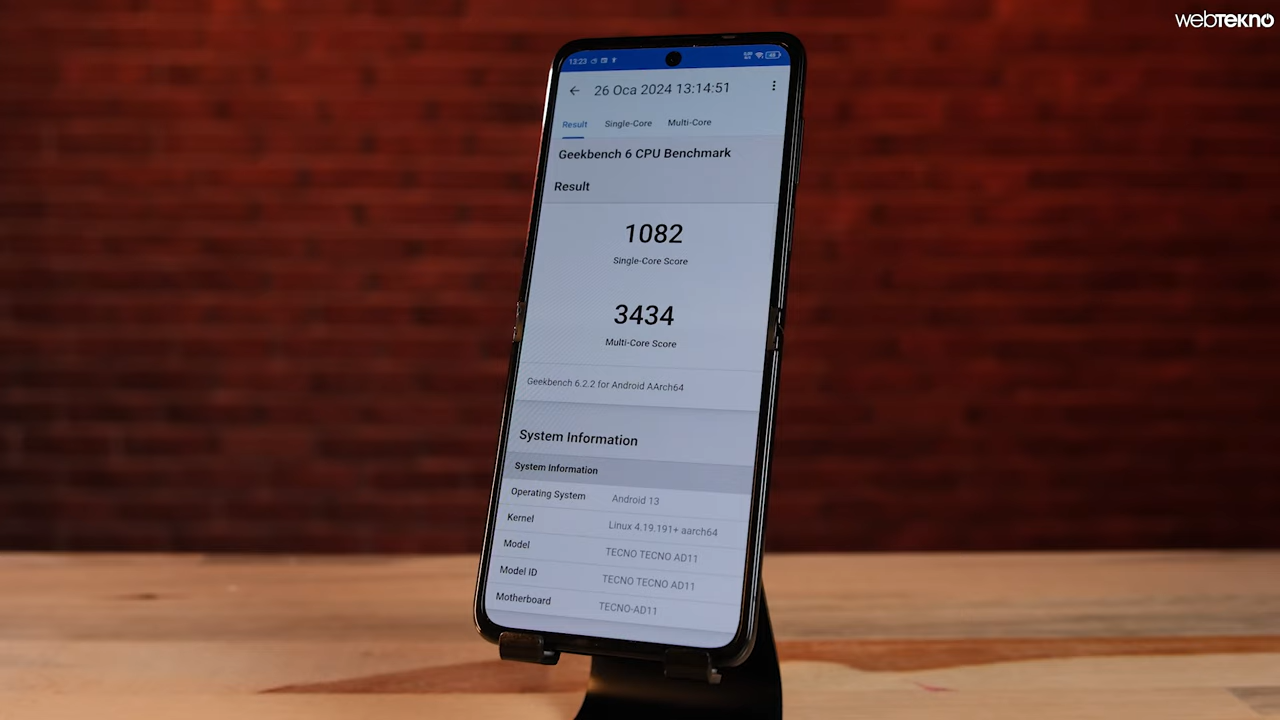 webtekno
13:23
26 Oca 2024 13:14:51
Result Single-Core Multi-Core
Geekbench 6 CPU Benchmark
Result
1082
Single-Core Score
3434
Multi-Core Score
Geekbench 6.2.2 for Android AArch64
System Information
System Information
Operating System Android 13
Kernel Linux 4.19.191+ aarch64
Model TECNO TECNO AD11
Model ID TECNO TECNO AD11
Motherboard TECNO-AD11